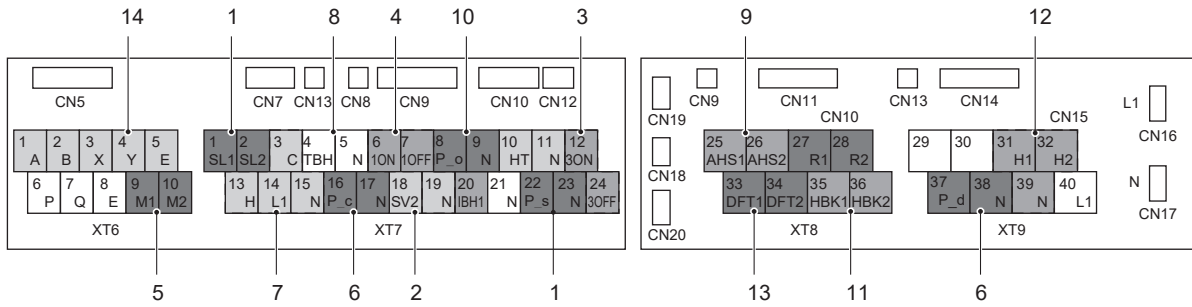 14 1 8 4 10 3 9 12
CN5 CN7 CN13 CN8 CN9 CN10 CN12 CN19 CN9 CN11 CN13 CN14 L1 CN16
CN10 CN15
1 A 2 B 3 X 4 Y 5 E 1 SL1 2 SL2 3 C 4 TBH 5 N 6 1ON 7 1OFF 8 P_o 9 N 10 HT 11 N 12 3ON CN18 25 AHS1 26 AHS2 27 R1 28 R2 29 30 31 H1 32 H2
6 P 7 Q 8 E 9 M1 10 M2 13 H 14 L1 15 N 16 P_c 17 N 18 SV2 19 N 20 IBH1 21 N 22 P_s 23 N 24 3OFF CN20 33 DFT1 34 DFT2 35 HBK1 36 HBK2 37 P_d 38 N 39 N 40 L1 N CN17
XT6 XT7 XT8 XT9
5 7 6 2 1 13 11 6